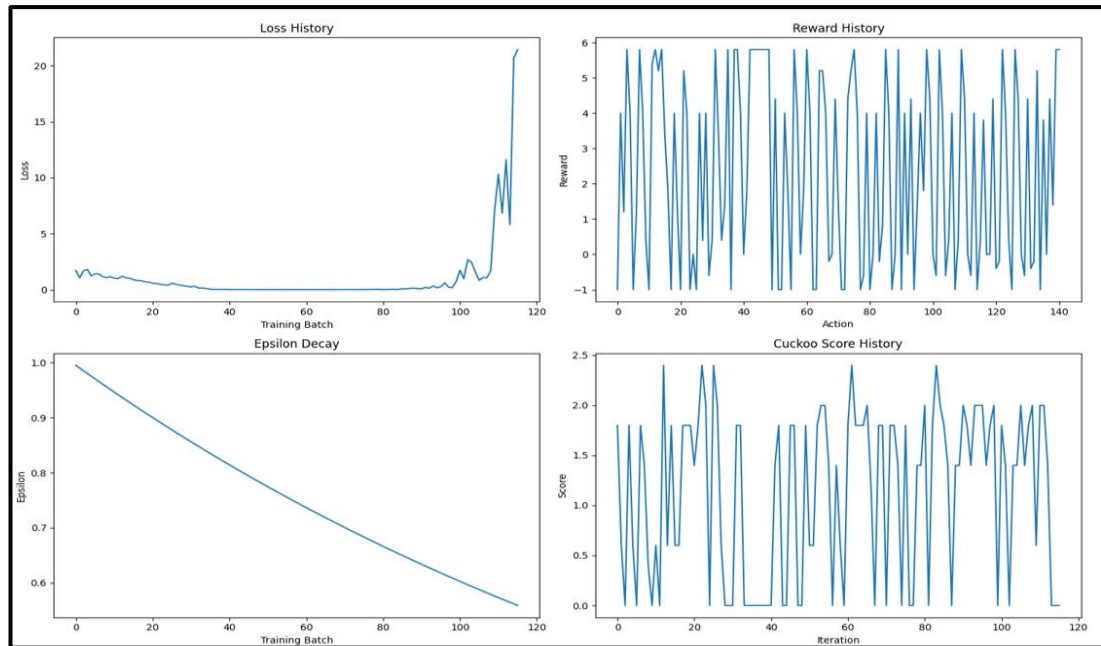 Loss History
Loss
20
15
10
5
0
0 20 40 60 80 100 120
Training Batch
Reward History
Reward
6
5
4
3
2
1
0
−1
0 20 40 60 80 100 120 140
Action
Epsilon Decay
Epsilon
1.0
0.9
0.8
0.7
0.6
0 20 40 60 80 100 120
Training Batch
Cuckoo Score History
Score
2.5
2.0
1.5
1.0
0.5
0.0
0 20 40 60 80 100 120
Iteration